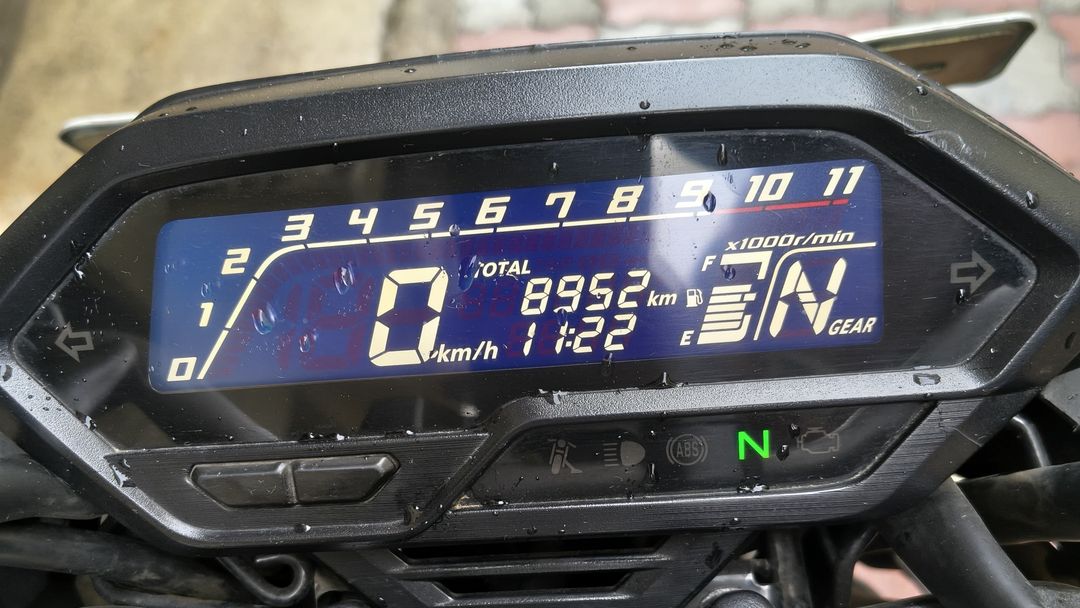 0 1 2 3 4 5 6 7 8 9 10 11
x1000r/min
TOTAL
8952 km
0 km/h
11:22
F
E
N
GEAR
ABS
N